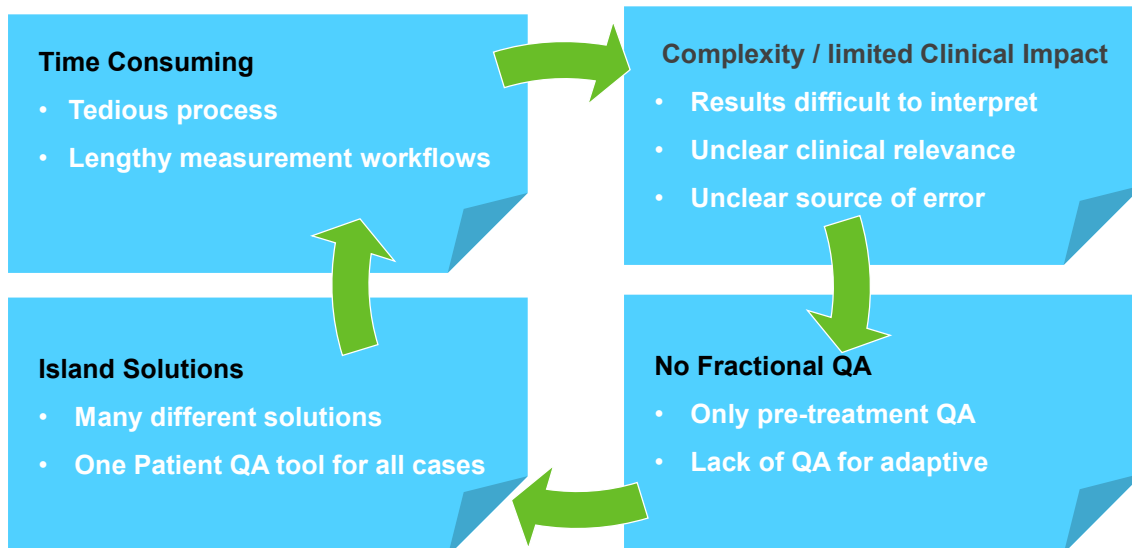 Time Consuming
• Tedious process
• Lengthy measurement workflows
Complexity / limited Clinical Impact
• Results difficult to interpret
• Unclear clinical relevance
• Unclear source of error
Island Solutions
• Many different solutions
• One Patient QA tool for all cases
No Fractional QA
• Only pre-treatment QA
• Lack of QA for adaptive